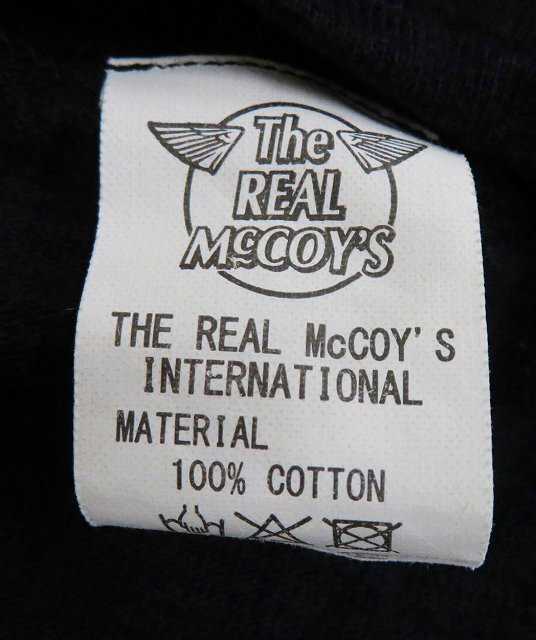 The
REAL
McCOY'S
THE REAL McCOY'S
INTERNATIONAL
MATERIAL
100% COTTON